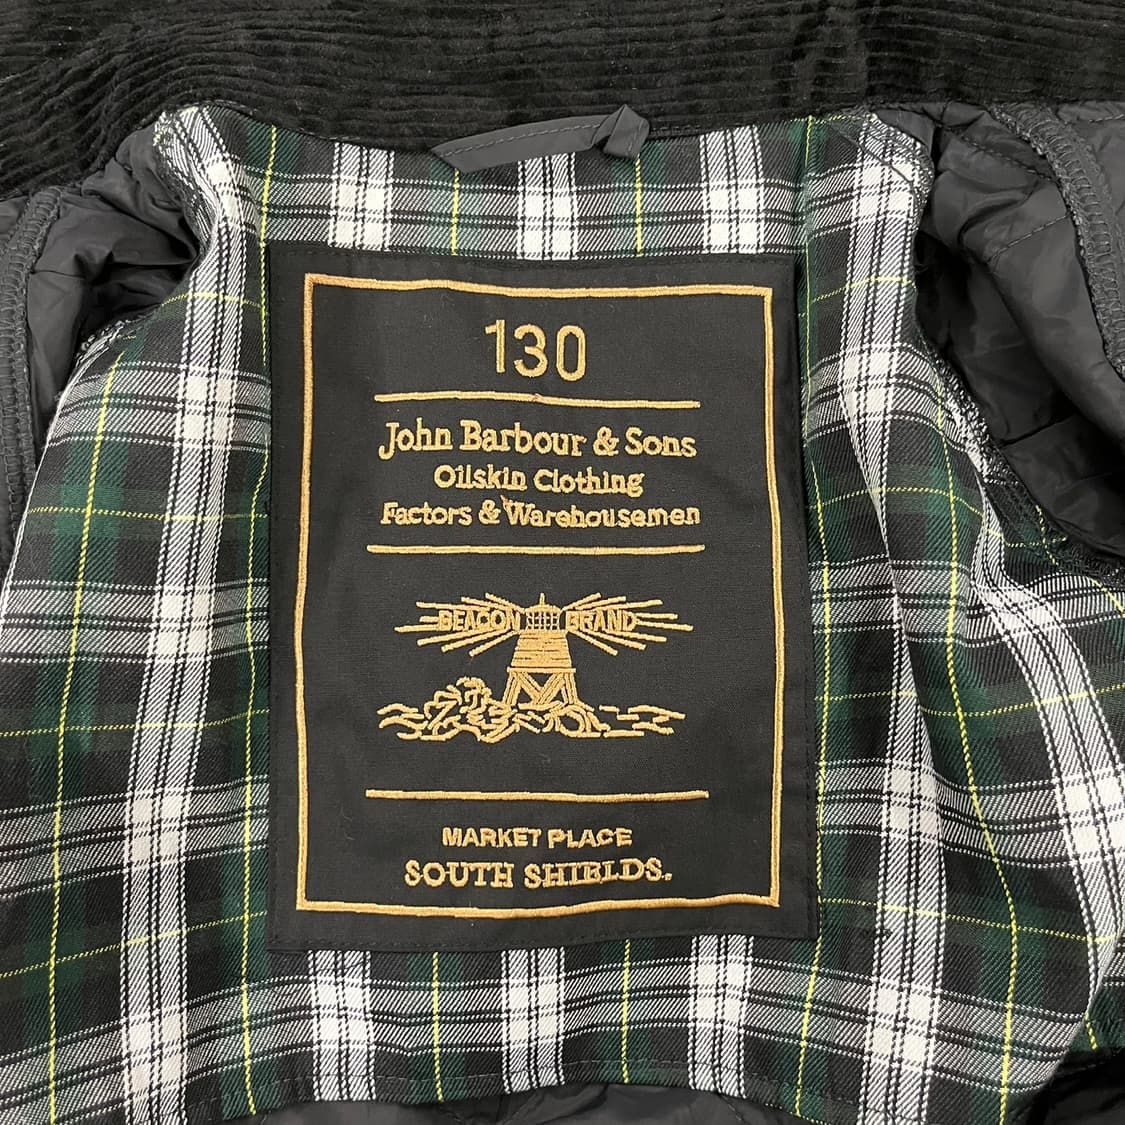 130
John Barbour & Sons
Oilskin Clothing
Factors & Warehousemen
BEACON BRAND
MARKET PLACE
SOUTH SHIELDS.